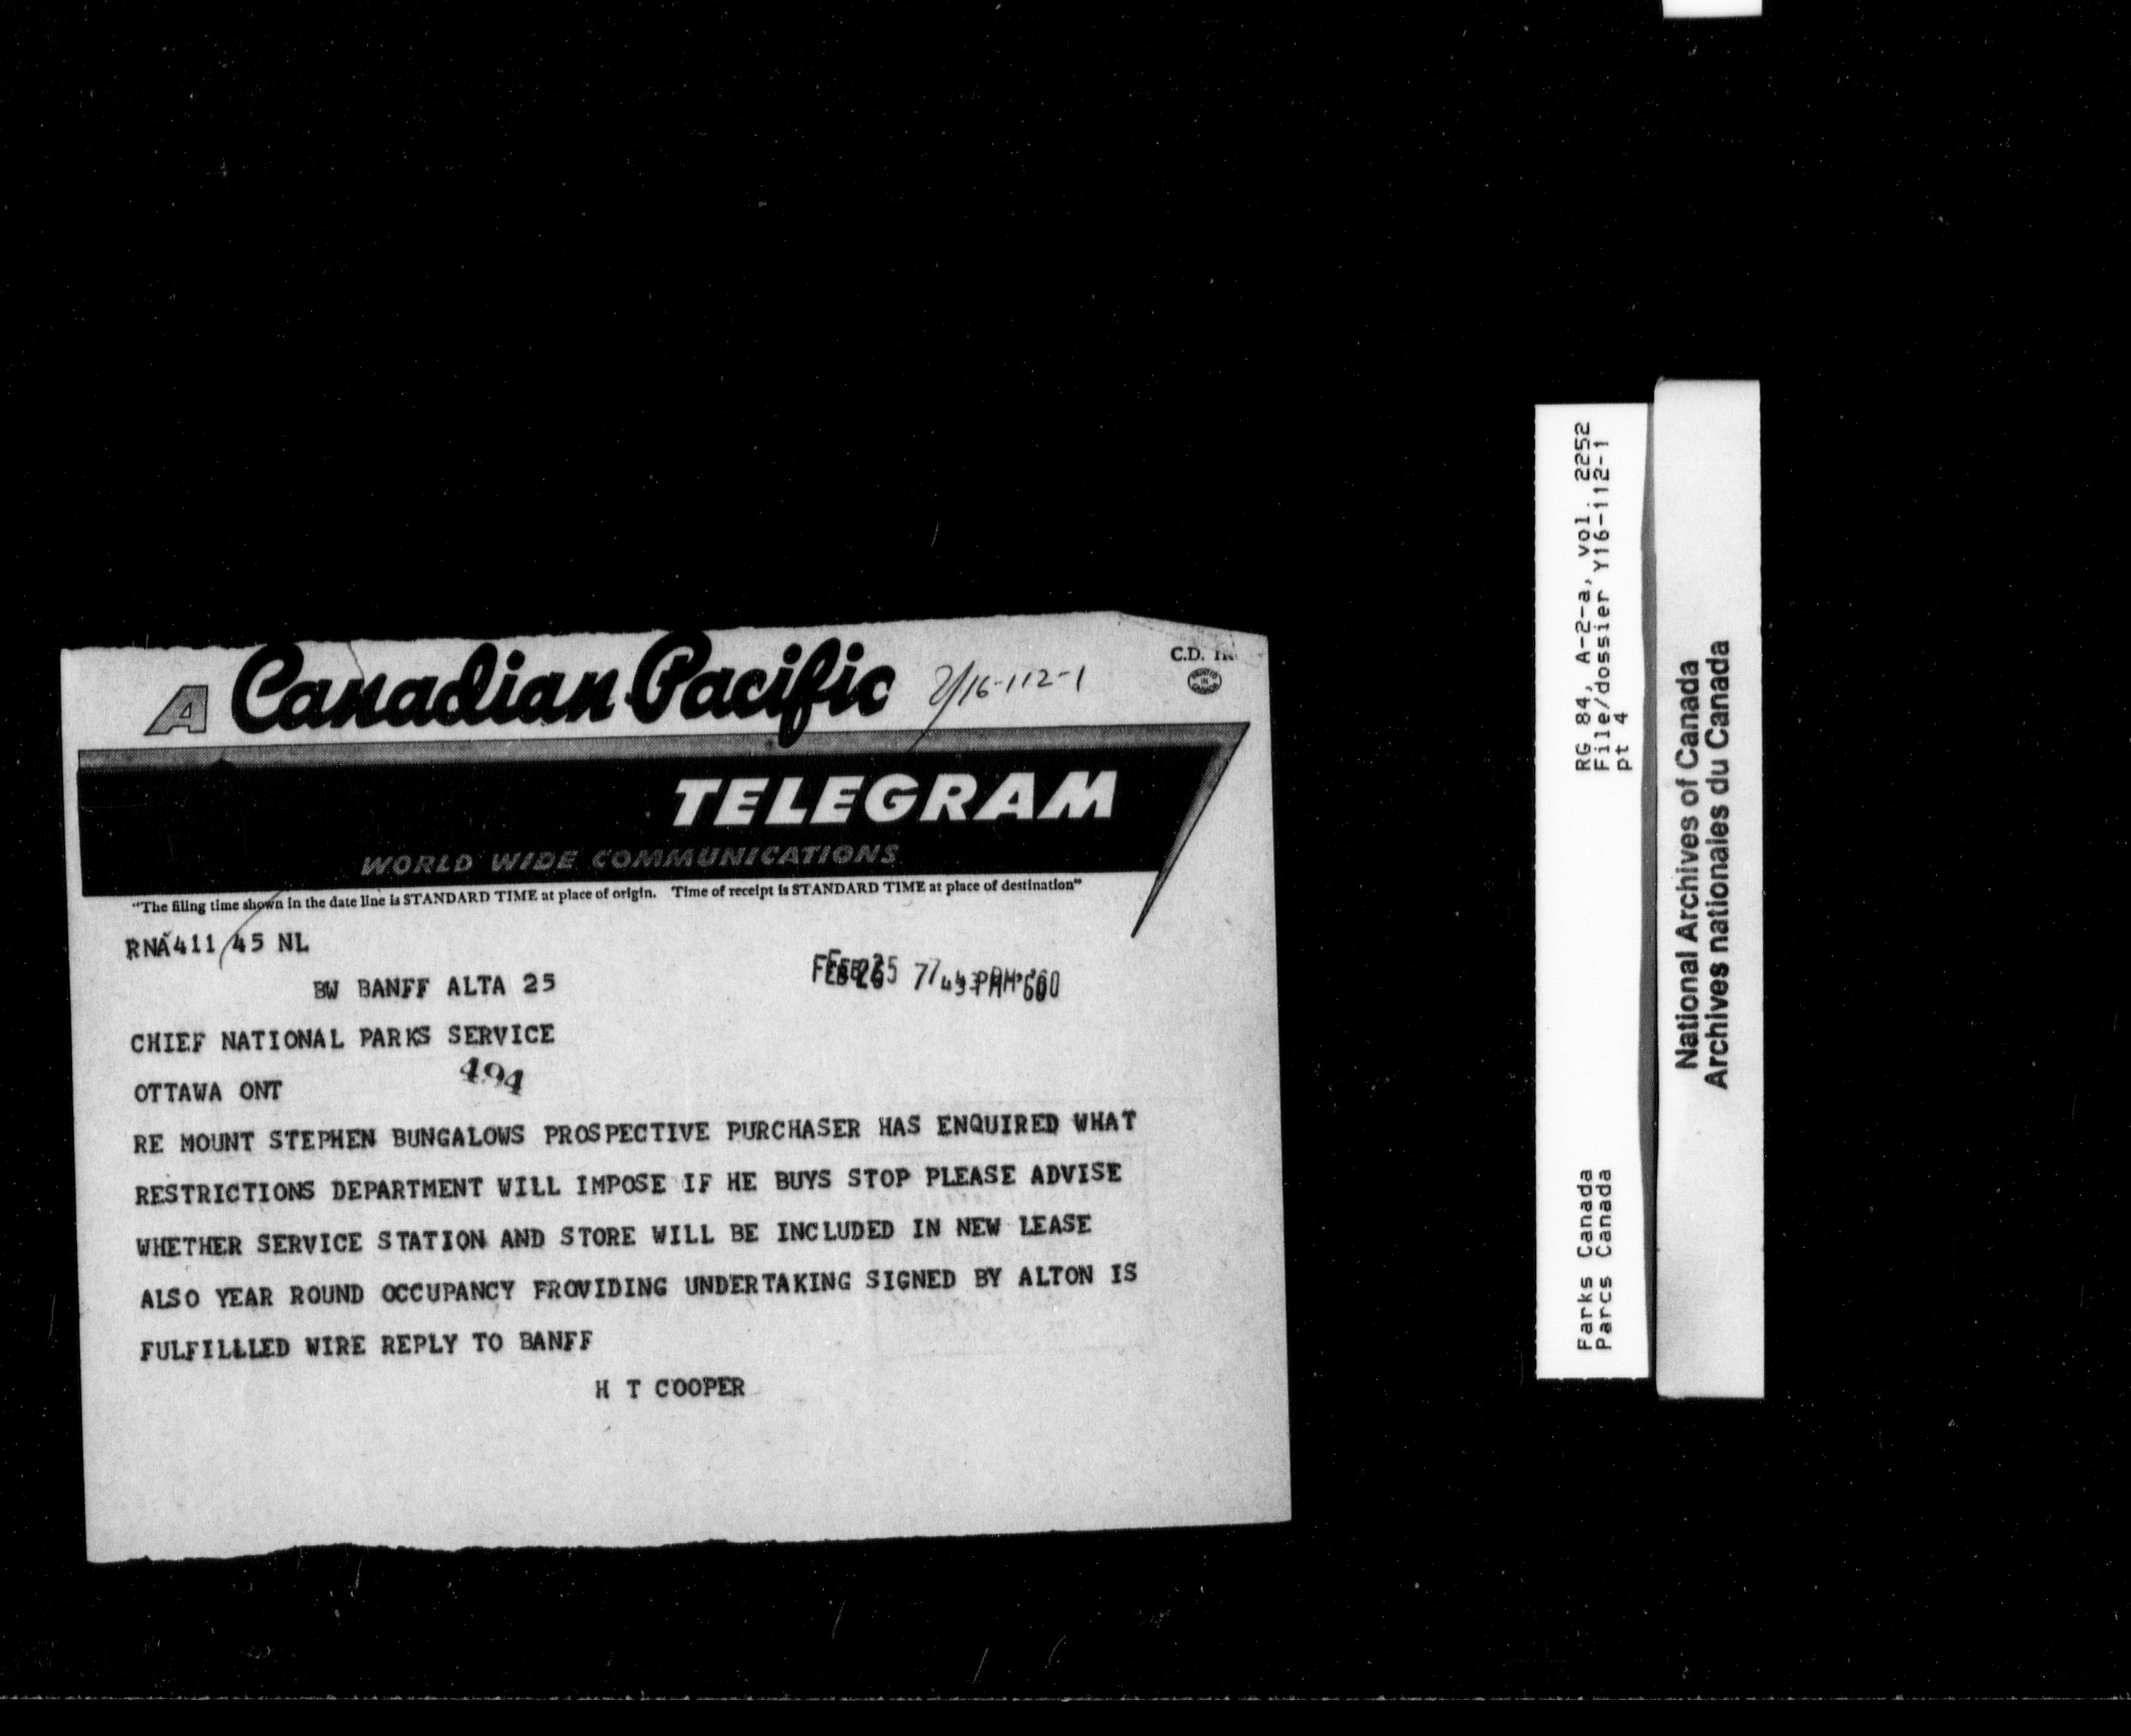 A Canadian Pacific
Y16-112-1
C.D.
PRINTED IN CANADA
TELEGRAM
WORLD WIDE COMMUNICATIONS
"The filing time shown in the date line is STANDARD TIME at place of origin. Time of receipt is STANDARD TIME at place of destination"
RNA411/45 NL
BW BANFF ALTA 25
CHIEF NATIONAL PARKS SERVICE
494
OTTAWA ONT
RE MOUNT STEPHEN BUNGALOWS PROSPECTIVE PURCHASER HAS ENQUIRED WHAT
RESTRICTIONS DEPARTMENT WILL IMPOSE IF HE BUYS STOP PLEASE ADVISE
WHETHER SERVICE STATION AND STORE WILL BE INCLUDED IN NEW LEASE
ALSO YEAR ROUND OCCUPANCY PROVIDING UNDERTAKING SIGNED BY ALTON IS
FULFILLLED WIRE REPLY TO BANFF
H T COOPER
RG 84, A-2-a, vol. 2252
File/dossier Y16-112-1
pt 4
Parks Canada
Parcs Canada
National Archives of Canada
Archives nationales du Canada